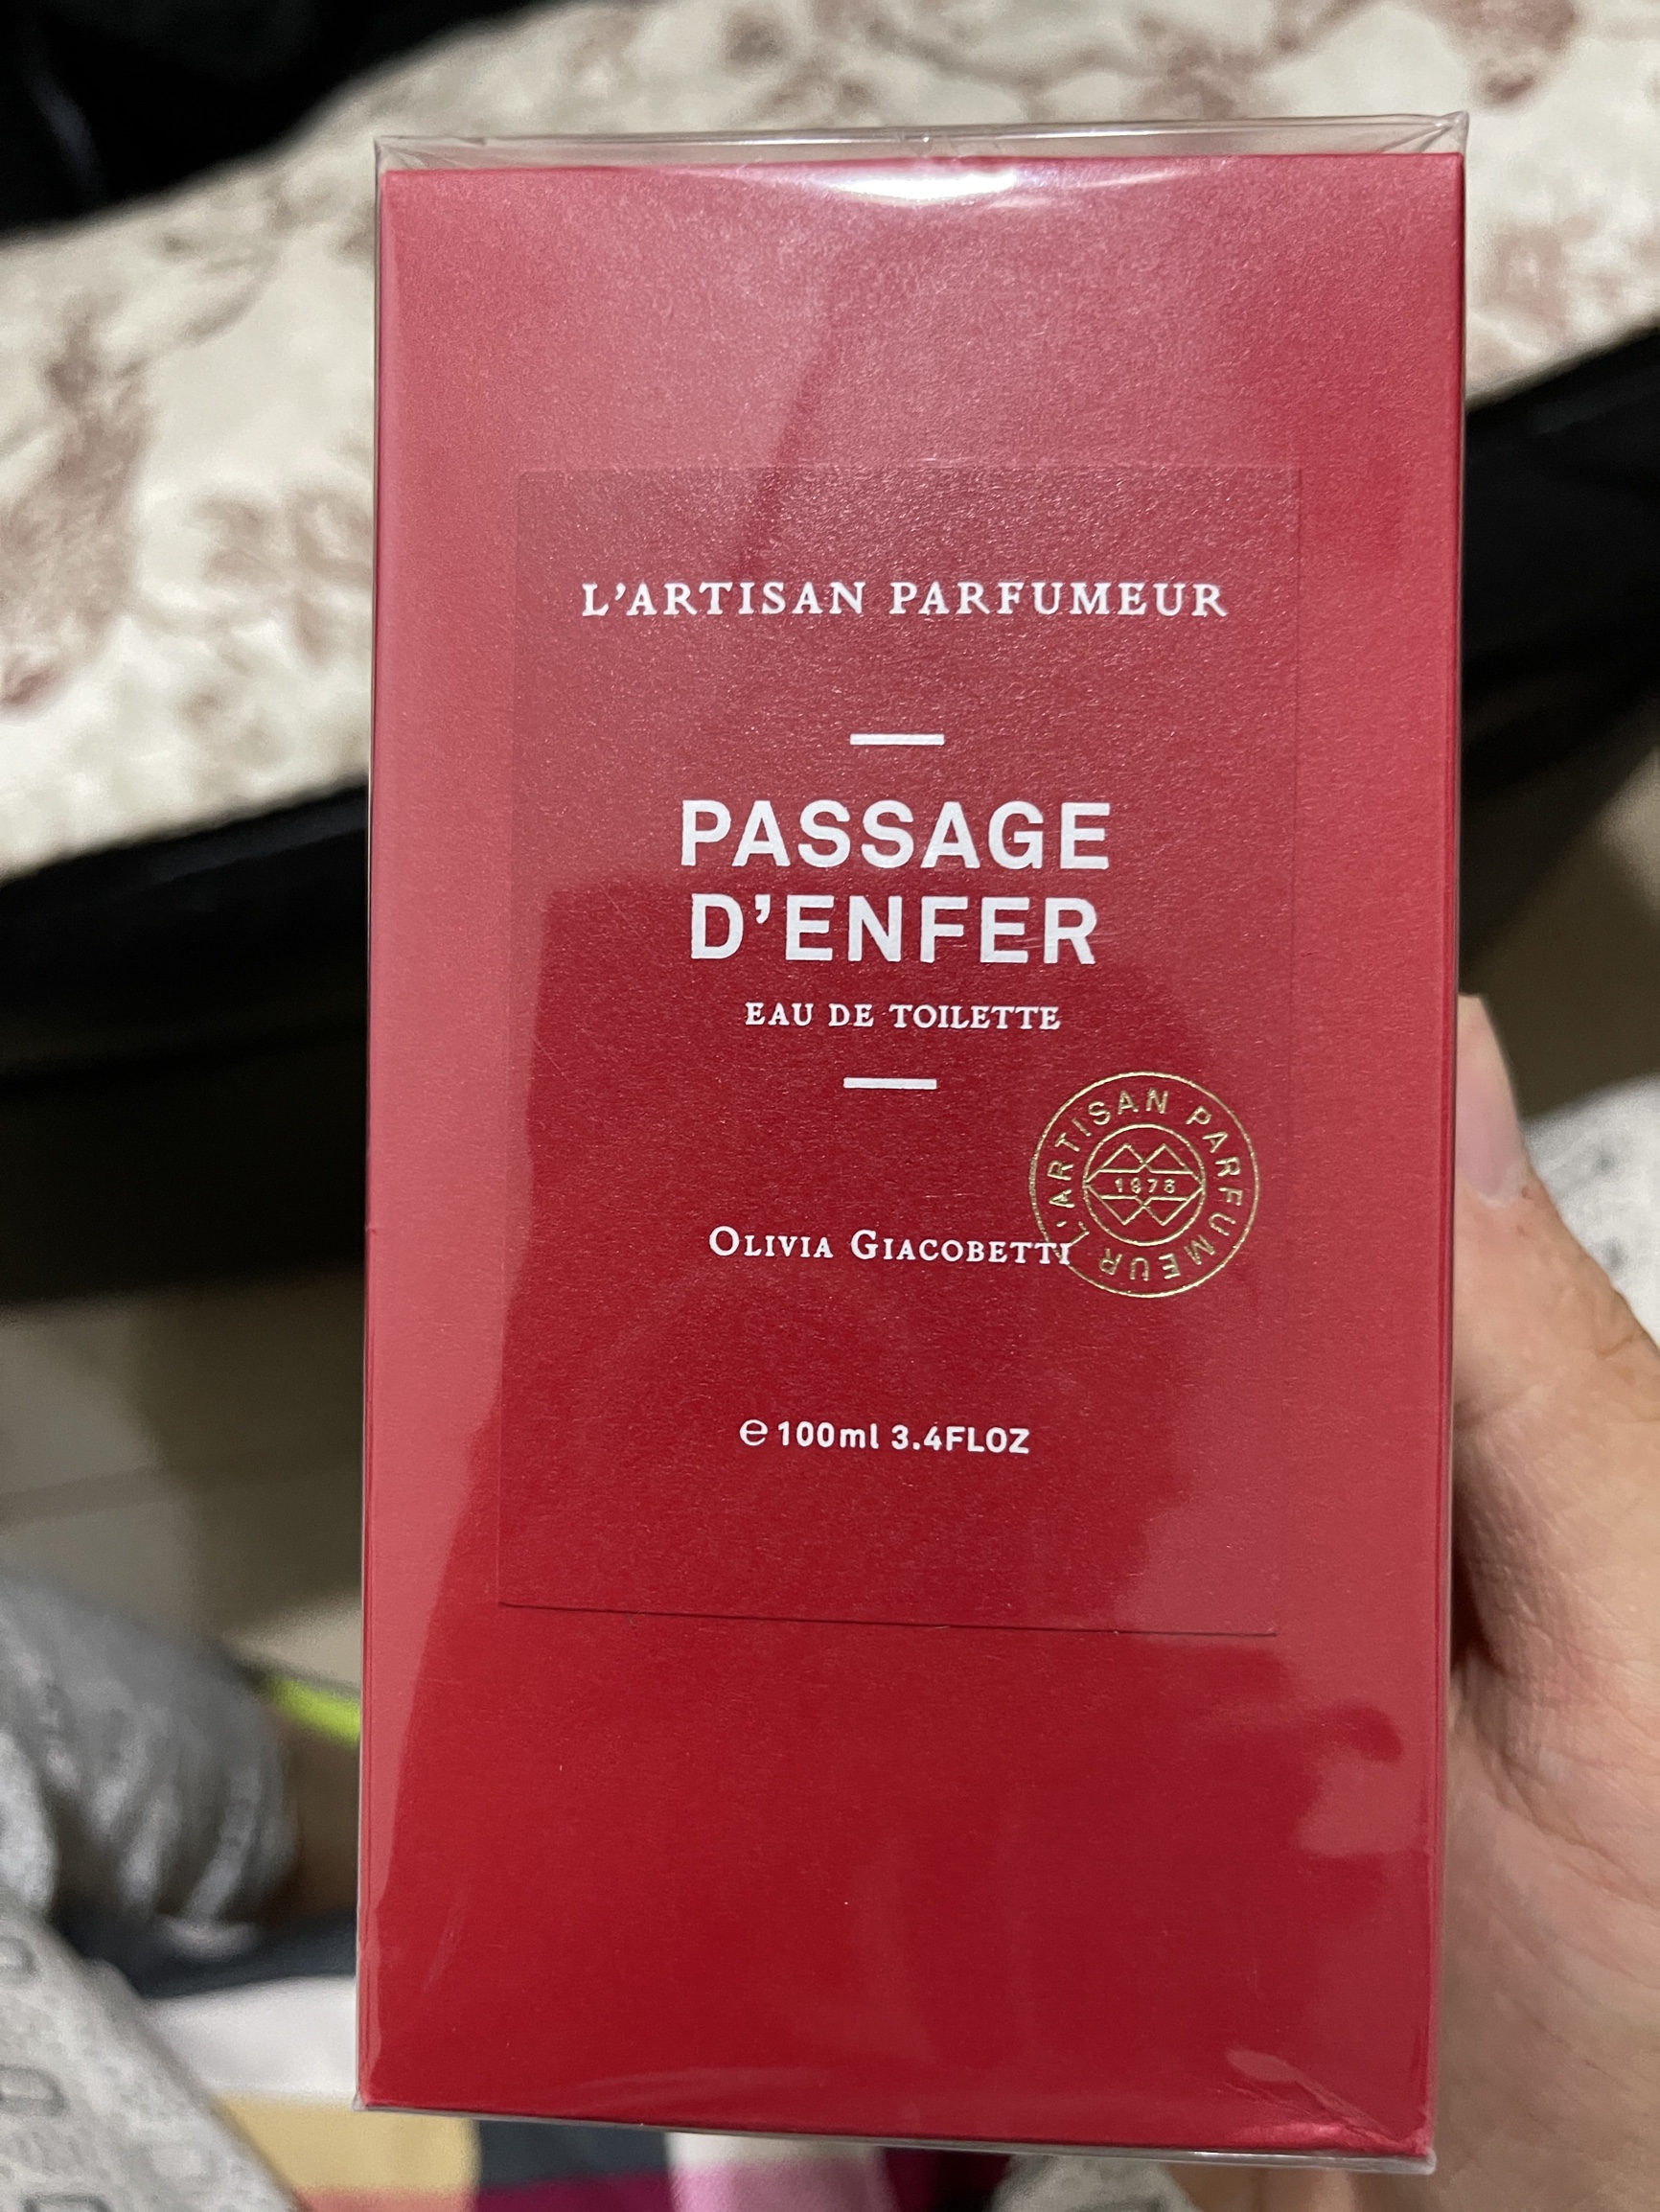 L'ARTISAN PARFUMEUR
PASSAGE
D'ENFER
EAU DE TOILETTE
L'ARTISAN PARFUMEUR
1976
OLIVIA GIACOBETTI
℮100ml 3.4FLOZ